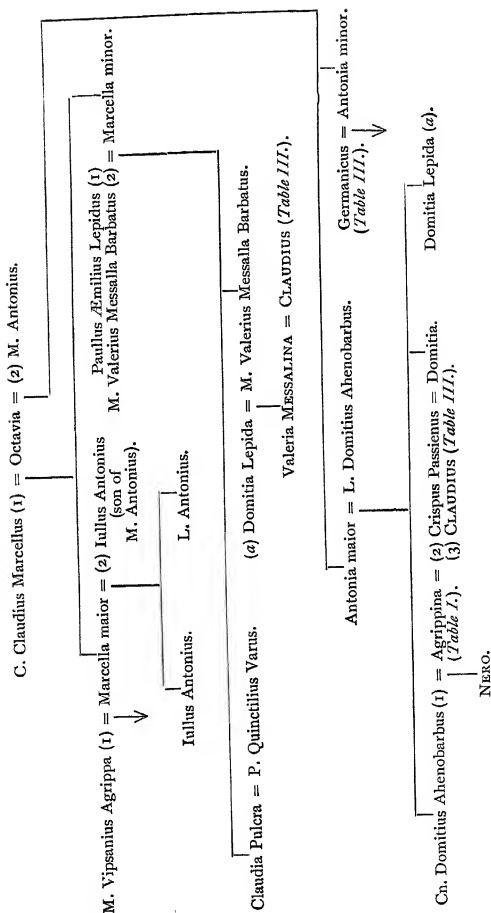 C. Claudius Marcellus (1) = Octavia = (2) M. Antonius.
M. Vipsanius Agrippa (1) = Marcella maior = (2) Iullus Antonius
(son of
M. Antonius).
Paullus Æmilius Lepidus (1)
M. Valerius Messalla Barbatus (2) = Marcella minor.
Iullus Antonius.
L. Antonius.
Claudia Pulcra = P. Quinctilius Varus.
(a) Domitia Lepida = M. Valerius Messalla Barbatus.
Valeria MESSALINA = CLAUDIUS (Table III.).
Antonia maior = L. Domitius Ahenobarbus.
Germanicus = Antonia minor.
(Table III.).
Cn. Domitius Ahenobarbus (1) = Agrippina = (2) Crispus Passienus = Domitia.
(Table I.). (3) CLAUDIUS (Table III.).
Domitia Lepida (a).
NERO.